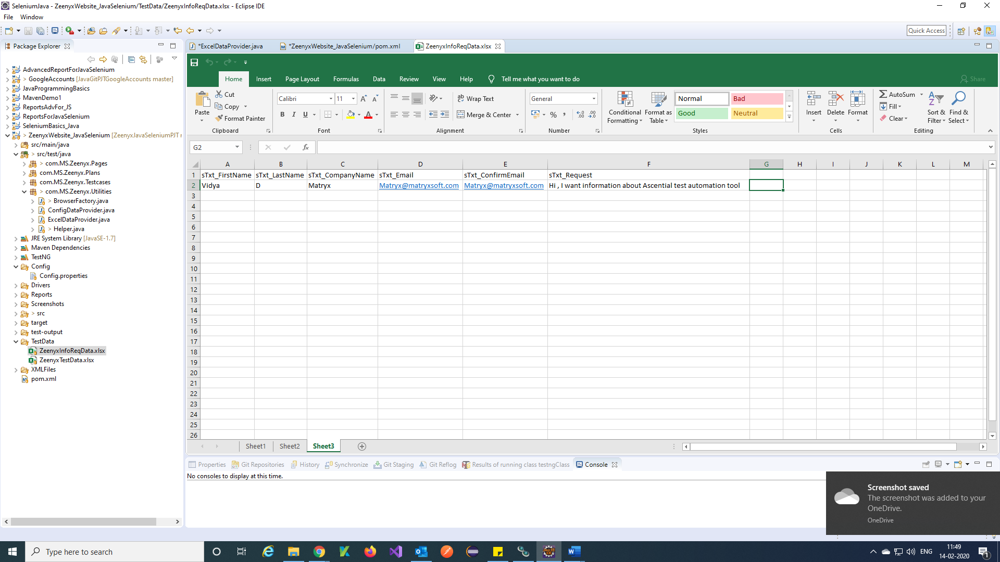 SeleniumJava - ZeenyxWebsite_JavaSelenium/TestData/ZeenyxInfoReqData.xlsx - Eclipse IDE
File Window
Quick Access
Package Explorer
*ExcelDataProvider.java *ZeenyxWebsite_JavaSelenium/pom.xml ZeenyxInfoReqData.xlsx
AdvancedReportForJavaSelenium
> GoogleAccounts [JavaGitPJTGoogleAccounts master]
JavaProgrammingBasics
MavenDemo1
ReportsAdvFor_JS
ReportsForJavaSelenium
SeleniumBasics_Java
> ZeenyxWebsite_JavaSelenium [ZeenyxJavaSeleniumPJT r
src/main/java
> src/test/java
> com.MS.Zeenyx.Pages
com.MS.Zeenyx.Plans
com.MS.Zeenyx.Testcases
> com.MS.Zeenyx.Utilities
> BrowserFactory.java
ConfigDataProvider.java
ExcelDataProvider.java
> Helper.java
JRE System Library [JavaSE-1.7]
Maven Dependencies
TestNG
Config
Config.properties
Drivers
Reports
Screenshots
> src
target
test-output
TestData
ZeenyxInfoReqData.xlsx
ZeenyxTestData.xlsx
XMLFiles
pom.xml
Home Insert Page Layout Formulas Data Review View Help Tell me what you want to do Share
Paste Cut Copy Format Painter Clipboard
Calibri 11 B I U A Font
Wrap Text Merge & Center Alignment
General % Number
Conditional Formatting Format as Table
Normal Bad Good Neutral Styles
Insert Delete Format Cells
AutoSum Fill Clear Sort & Filter Find & Select Editing
G2 fx
A B C D E F G H I J K L M
1 sTxt_FirstName sTxt_LastName sTxt_CompanyName sTxt_Email sTxt_ConfirmEmail sTxt_Request
2 Vidya D Matryx Matryx@matryxsoft.com Matryx@matryxsoft.com Hi , I want information about Ascential test automation tool
3
4
5
6
7
8
9
10
11
12
13
14
15
16
17
18
19
20
21
22
23
24
25
26
Sheet1 Sheet2 Sheet3
Properties Git Repositories History Synchronize Git Staging Git Reflog Results of running class testngClass Console
No consoles to display at this time.
Screenshot saved
The screenshot was added to your
OneDrive.
OneDrive
Type here to search
ENG
11:49
14-02-2020
1